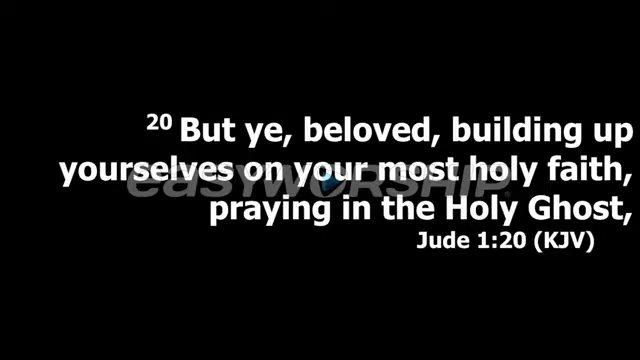 20 But ye, beloved, building up
yourselves on your most holy faith,
praying in the Holy Ghost,
Jude 1:20 (KJV)
easyworship